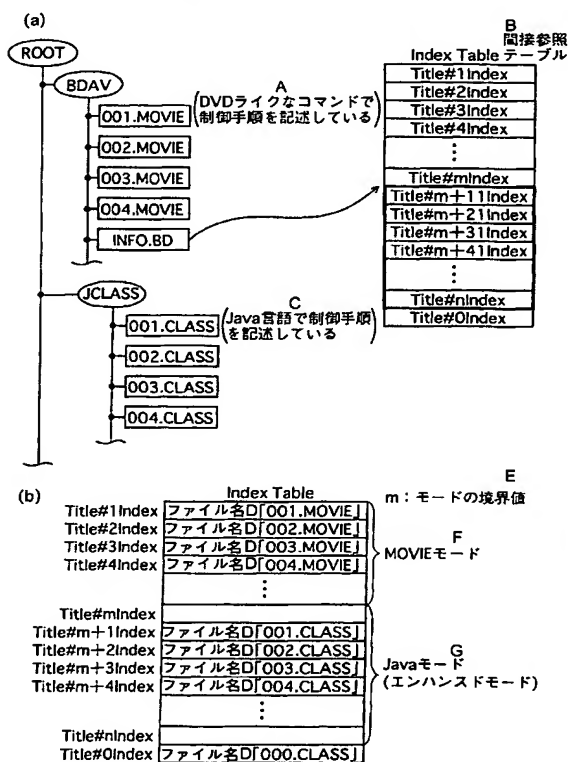 (a)
ROOT
BDAV
A
001.MOVIE (DVDライクなコマンドで
制御手順を記述している)
002.MOVIE
003.MOVIE
004.MOVIE
INFO.BD
JCLASS
C
001.CLASS (Java言語で制御手順
を記述している)
002.CLASS
003.CLASS
004.CLASS
B
間接参照
Index Table テーブル
Title#1Index
Title#2Index
Title#3Index
Title#4Index
⋮
Title#mIndex
Title#m+11Index
Title#m+21Index
Title#m+31Index
Title#m+41Index
⋮
Title#nIndex
Title#0Index
(b)
Index Table
E
m:モードの境界値
Title#1Index ファイル名D「001.MOVIE」
Title#2Index ファイル名D「002.MOVIE」
Title#3Index ファイル名D「003.MOVIE」
Title#4Index ファイル名D「004.MOVIE」
⋮
F
MOVIEモード
Title#mIndex
Title#m+1Index ファイル名D「001.CLASS」
Title#m+2Index ファイル名D「002.CLASS」
Title#m+3Index ファイル名D「003.CLASS」
Title#m+4Index ファイル名D「004.CLASS」
⋮
G
Javaモード
(エンハンスドモード)
Title#nIndex
Title#0Index ファイル名D「000.CLASS」